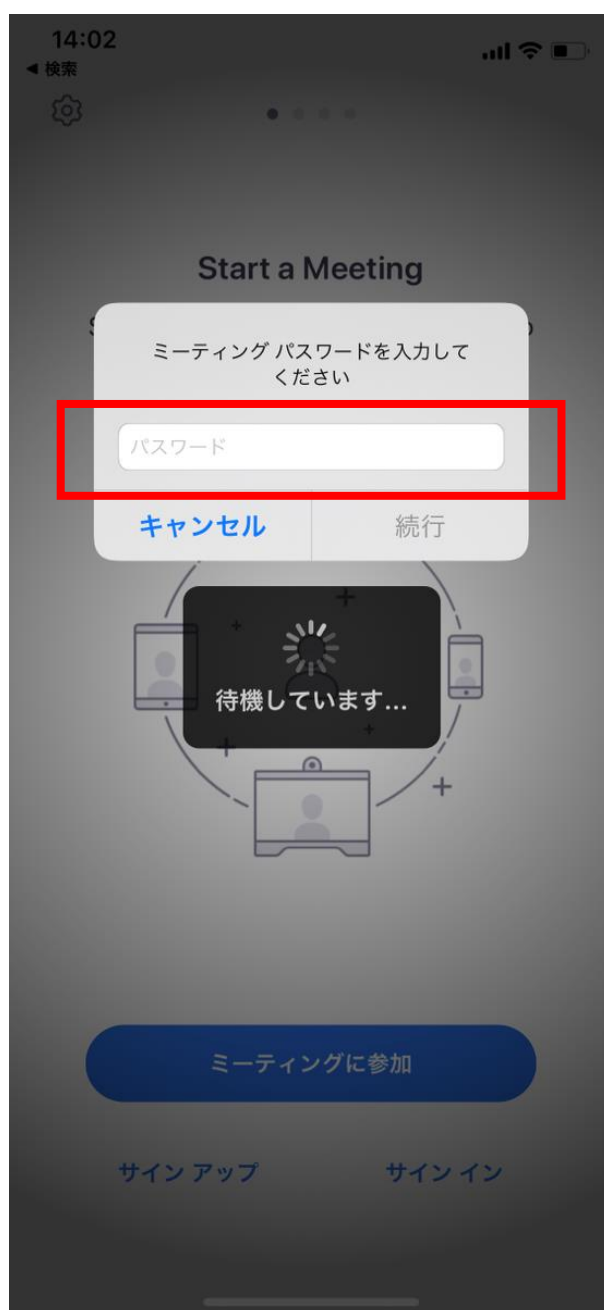 14:02
◀ 検索
Start a Meeting
ミーティング パスワードを入力して
ください
パスワード
キャンセル
続行
待機しています...
ミーティングに参加
サイン アップ
サイン イン